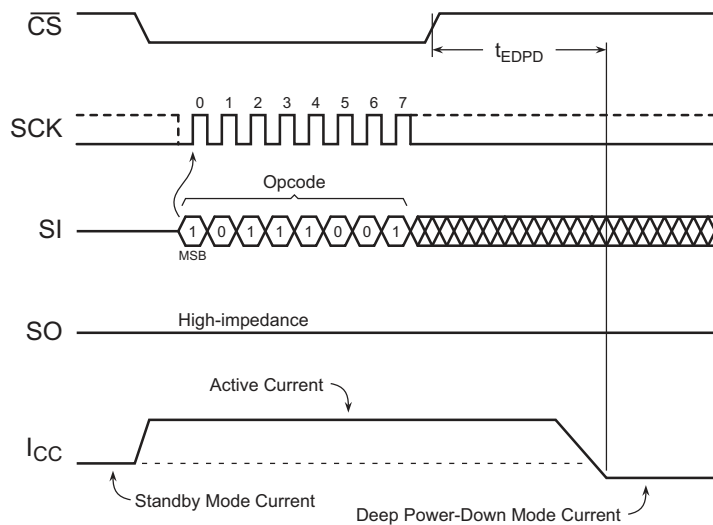 CS
tEDPD
0 1 2 3 4 5 6 7
SCK
Opcode
SI
1 0 1 1 1 0 0 1
MSB
High-impedance
SO
Active Current
ICC
Standby Mode Current
Deep Power-Down Mode Current